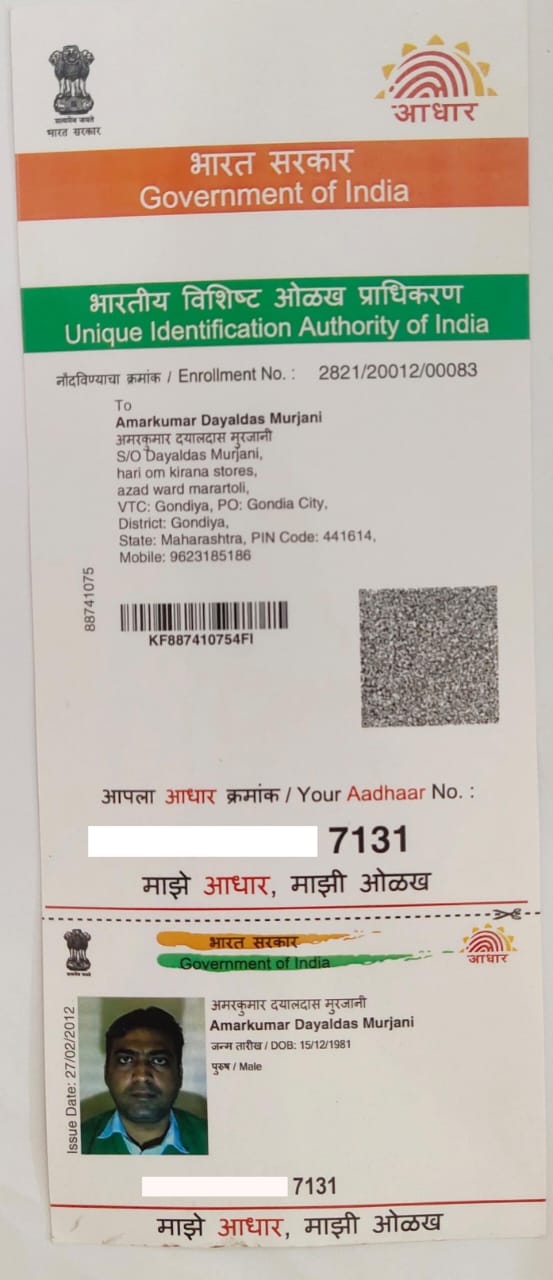 सत्यमेव जयते
भारत सरकार
आधार
भारत सरकार
Government of India
भारतीय विशिष्ट ओळख प्राधिकरण
Unique Identification Authority of India
नोंदविण्याचा क्रमांक / Enrollment No. : 2821/20012/00083
To
Amarkumar Dayaldas Murjani
अमरकुमार दयालदास मुरजानी
S/O Dayaldas Murjani,
hari om kirana stores,
azad ward marartoli,
VTC: Gondiya, PO: Gondia City,
District: Gondiya,
State: Maharashtra, PIN Code: 441614,
Mobile: 9623185186
88741075
KF887410754FI
आपला आधार क्रमांक / Your Aadhaar No. :
7131
माझे आधार, माझी ओळख
भारत सरकार
Government of India
आधार
Issue Date: 27/02/2012
अमरकुमार दयालदास मुरजानी
Amarkumar Dayaldas Murjani
जन्म तारीख / DOB: 15/12/1981
पुरुष / Male
7131
माझे आधार, माझी ओळख